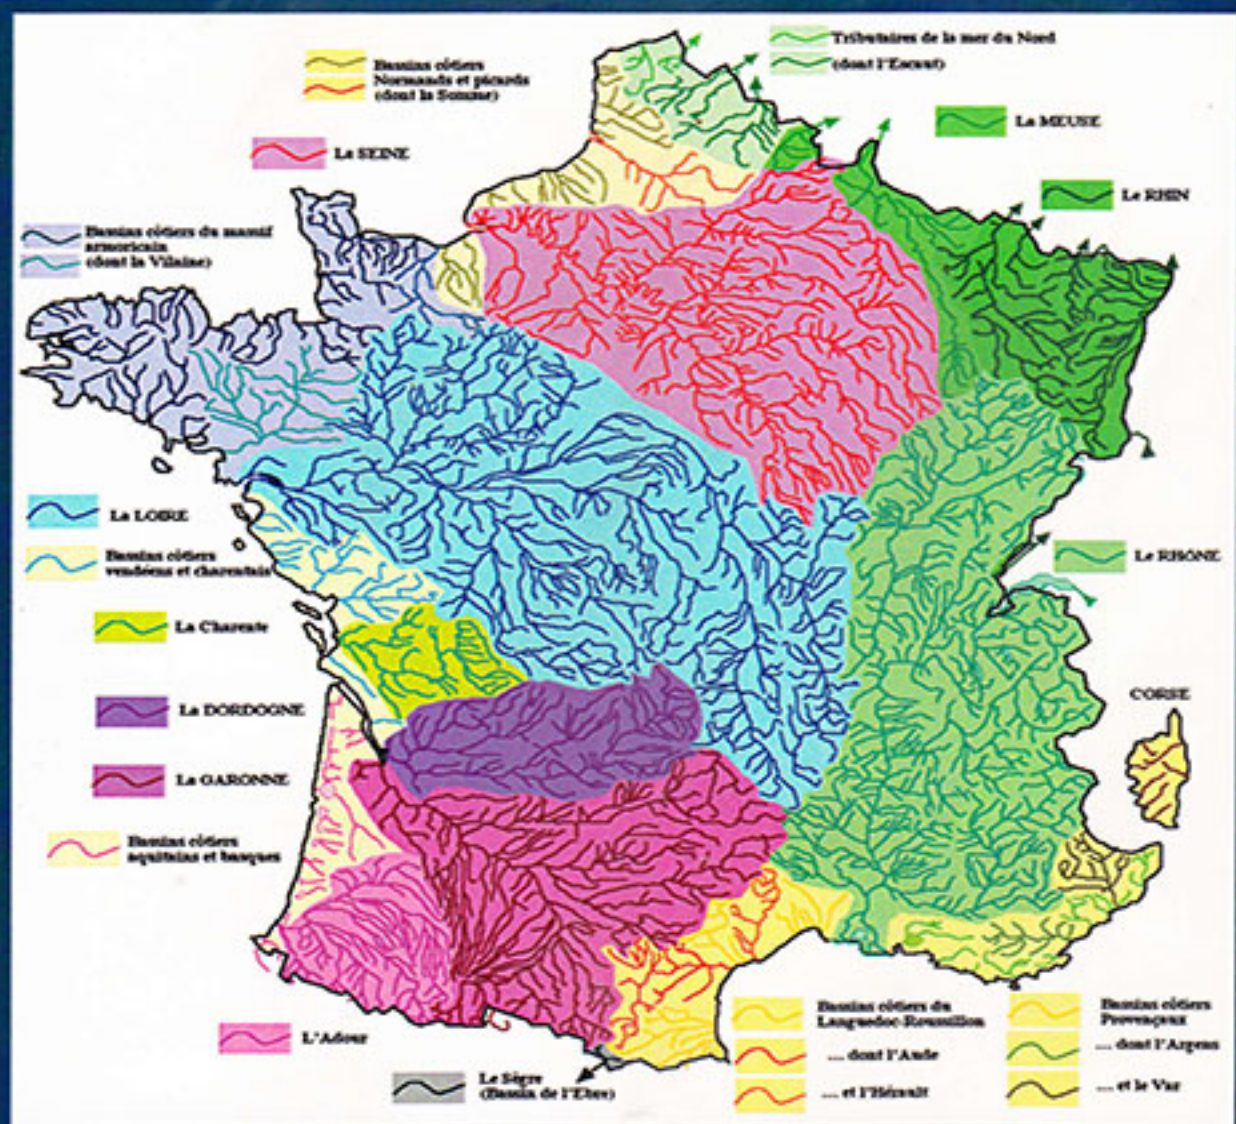 Bassins côtiers
Normands et picards
(dont la Somme)
Tributaires de la mer du Nord
(dont l'Escaut)
La MEUSE
La SEINE
Le RHIN
Bassins côtiers du massif
armoricain
(dont la Vilaine)
La LOIRE
Bassins côtiers
vendéens et charentais
Le RHÔNE
La Charente
La DORDOGNE
CORSE
La GARONNE
Bassins côtiers
aquitains et basques
L'Adour
Le Sègre
(Bassin de l'Ebre)
Bassins côtiers du
Languedoc-Roussillon
.... dont l'Aude
.... et l'Hérault
Bassins côtiers
Provençaux
.... dont l'Argens
.... et le Var